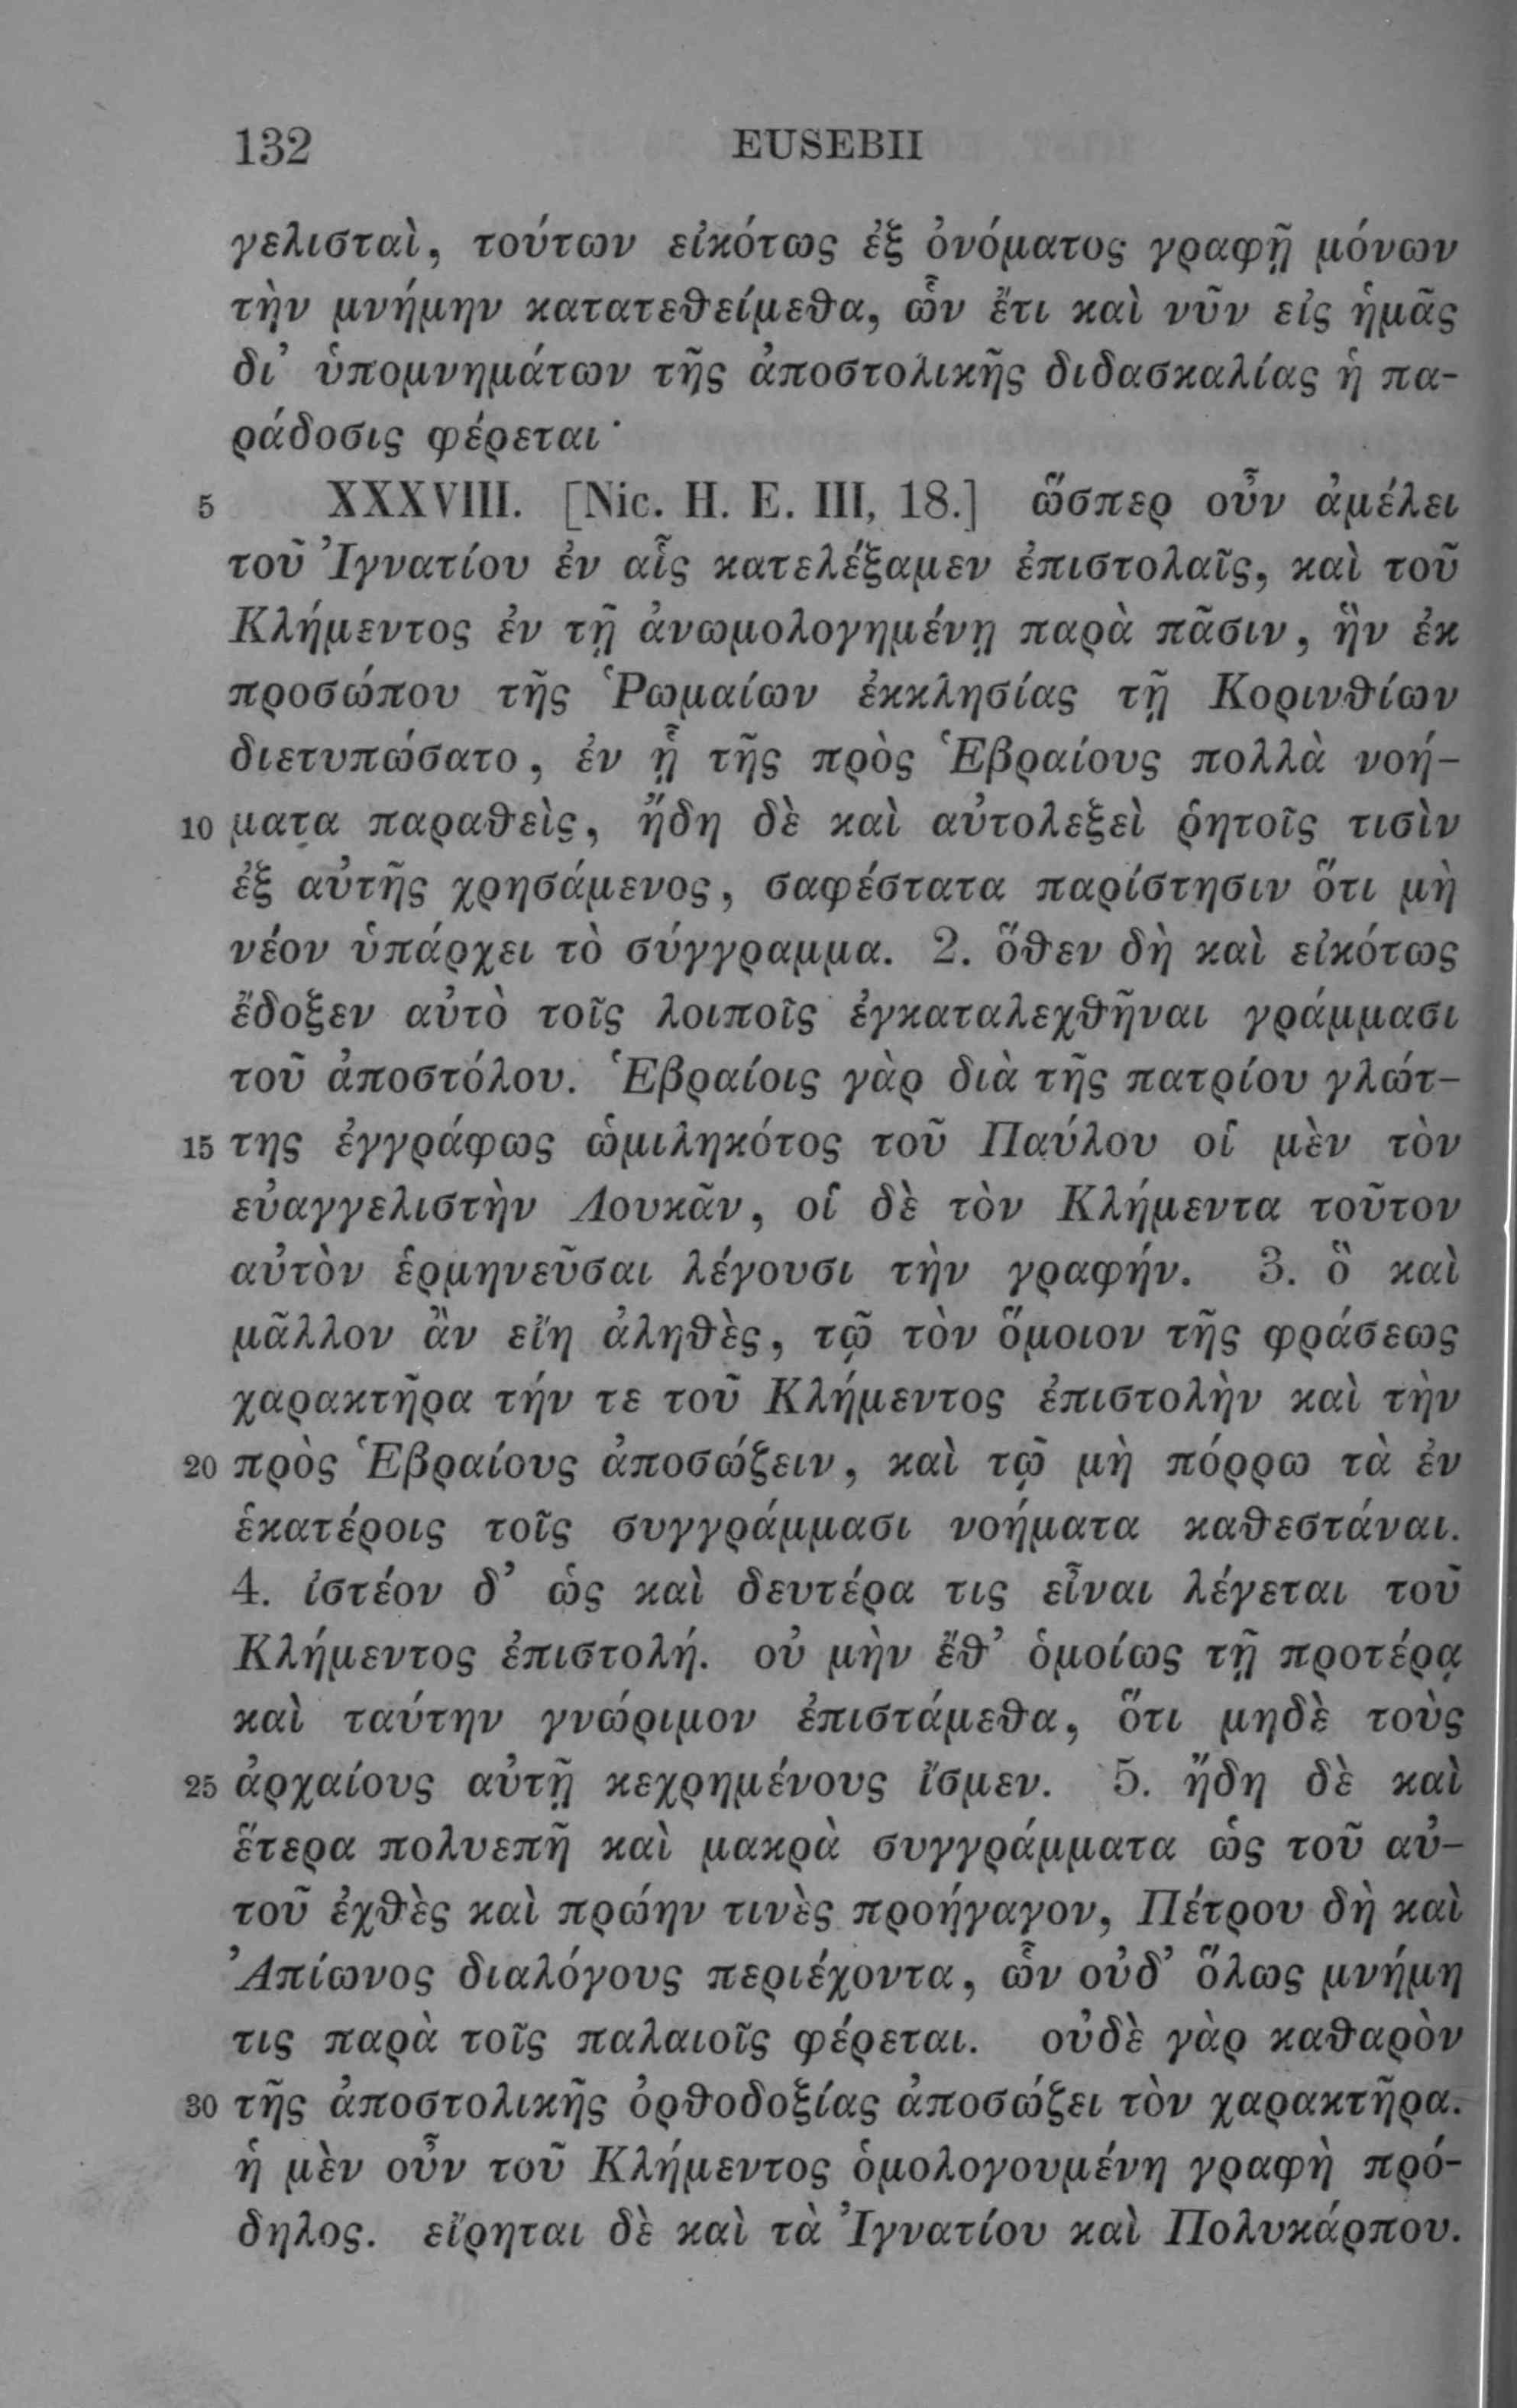 132 EUSEBII
γελισταὶ, τούτων εἰκότως ἐξ ὀνόματος γραφῇ μόνων
τὴν μνήμην κατατεθείμεθα, ὧν ἔτι καὶ νῦν εἰς ἡμᾶς
δι᾽ ὑπομνημάτων τῆς ἀποστολικῆς διδασκαλίας ἡ πα-
ράδοσις φέρεται·
5 XXXVIII. [Nic. H. E. III, 18.] ὥσπερ οὖν ἀμέλει
τοῦ Ἰγνατίου ἐν αἷς κατελέξαμεν ἐπιστολαῖς, καὶ τοῦ
Κλήμεντος ἐν τῇ ἀνωμολογημένῃ παρὰ πᾶσιν, ἣν ἐκ
προσώπου τῆς Ῥωμαίων ἐκκλησίας τῇ Κορινθίων
διετυπώσατο, ἐν ᾗ τῆς πρὸς Ἑβραίους πολλὰ νοή-
10 ματα παραθεὶς, ἤδη δὲ καὶ αὐτολεξεὶ ῥητοῖς τισὶν
ἐξ αὐτῆς χρησάμενος, σαφέστατα παρίστησιν ὅτι μὴ
νέον ὑπάρχει τὸ σύγγραμμα. 2. ὅθεν δὴ καὶ εἰκότως
ἔδοξεν αὐτὸ τοῖς λοιποῖς ἐγκαταλεχθῆναι γράμμασι
τοῦ ἀποστόλου. Ἑβραίοις γὰρ διὰ τῆς πατρίου γλώτ-
15 της ἐγγράφως ὡμιληκότος τοῦ Παύλου οἱ μὲν τὸν
εὐαγγελιστὴν Λουκᾶν, οἱ δὲ τὸν Κλήμεντα τοῦτον
αὐτὸν ἑρμηνεῦσαι λέγουσι τὴν γραφήν. 3. ὃ καὶ
μᾶλλον ἂν εἴη ἀληθὲς, τῷ τὸν ὅμοιον τῆς φράσεως
χαρακτῆρα τήν τε τοῦ Κλήμεντος ἐπιστολὴν καὶ τὴν
20 πρὸς Ἑβραίους ἀποσώζειν, καὶ τῷ μὴ πόρρω τὰ ἐν
ἑκατέροις τοῖς συγγράμμασι νοήματα καθεστάναι.
4. ἰστέον δ᾽ ὡς καὶ δευτέρα τις εἶναι λέγεται τοῦ
Κλήμεντος ἐπιστολή. οὐ μὴν ἔθ᾽ ὁμοίως τῇ προτέρᾳ
καὶ ταύτην γνώριμον ἐπιστάμεθα, ὅτι μηδὲ τοὺς
25 ἀρχαίους αὐτῇ κεχρημένους ἴσμεν. 5. ἤδη δὲ καὶ
ἕτερα πολυεπῆ καὶ μακρὰ συγγράμματα ὡς τοῦ αὐ-
τοῦ ἐχθὲς καὶ πρώην τινὲς προήγαγον, Πέτρου δὴ καὶ
Ἀπίωνος διαλόγους περιέχοντα, ὧν οὐδ᾽ ὅλως μνήμη
τις παρὰ τοῖς παλαιοῖς φέρεται. οὐδὲ γὰρ καθαρὸν
30 τῆς ἀποστολικῆς ὀρθοδοξίας ἀποσώζει τὸν χαρακτῆρα.
ἡ μὲν οὖν τοῦ Κλήμεντος ὁμολογουμένη γραφὴ πρό-
δηλος. εἴρηται δὲ καὶ τὰ Ἰγνατίου καὶ Πολυκάρπου.